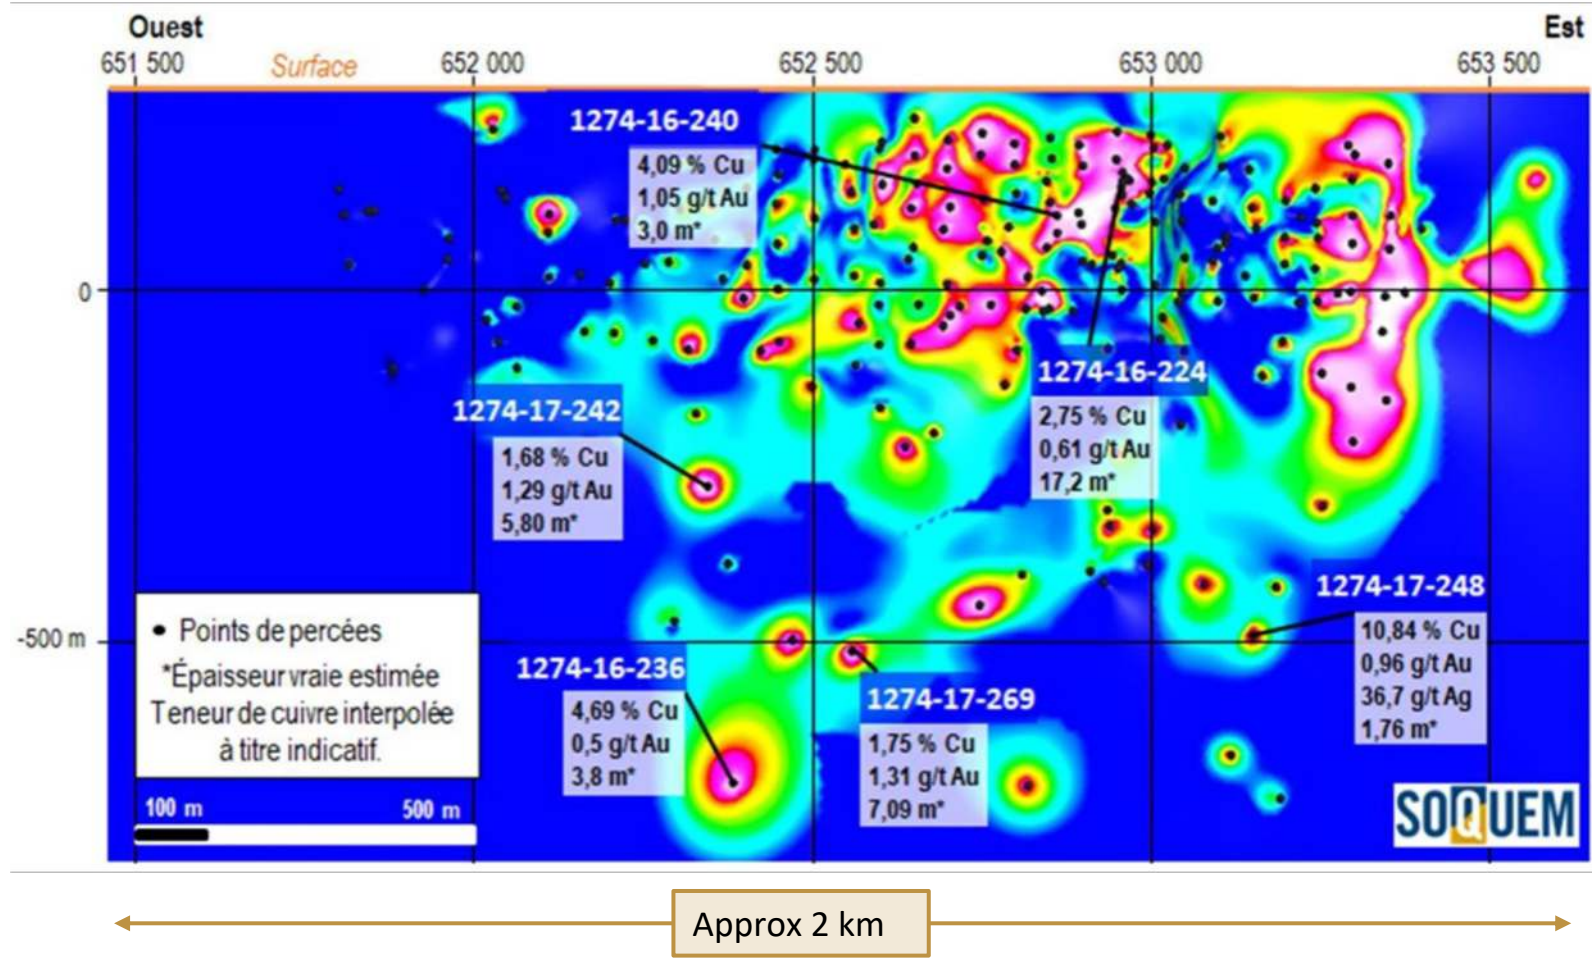 Ouest
Est
651 500
Surface
652 000
652 500
653 000
653 500
1274-16-240
4,09 % Cu
1,05 g/t Au
3,0 m*
0
1274-16-224
2,75 % Cu
0,61 g/t Au
17,2 m*
1274-17-242
1,68 % Cu
1,29 g/t Au
5,80 m*
1274-17-248
10,84 % Cu
0,96 g/t Au
36,7 g/t Ag
1,76 m*
-500 m
Points de percées
*Épaisseur vraie estimée
Teneur de cuivre interpolée
à titre indicatif.
1274-16-236
4,69 % Cu
0,5 g/t Au
3,8 m*
1274-17-269
1,75 % Cu
1,31 g/t Au
7,09 m*
100 m
500 m
SOQUEM
Approx 2 km